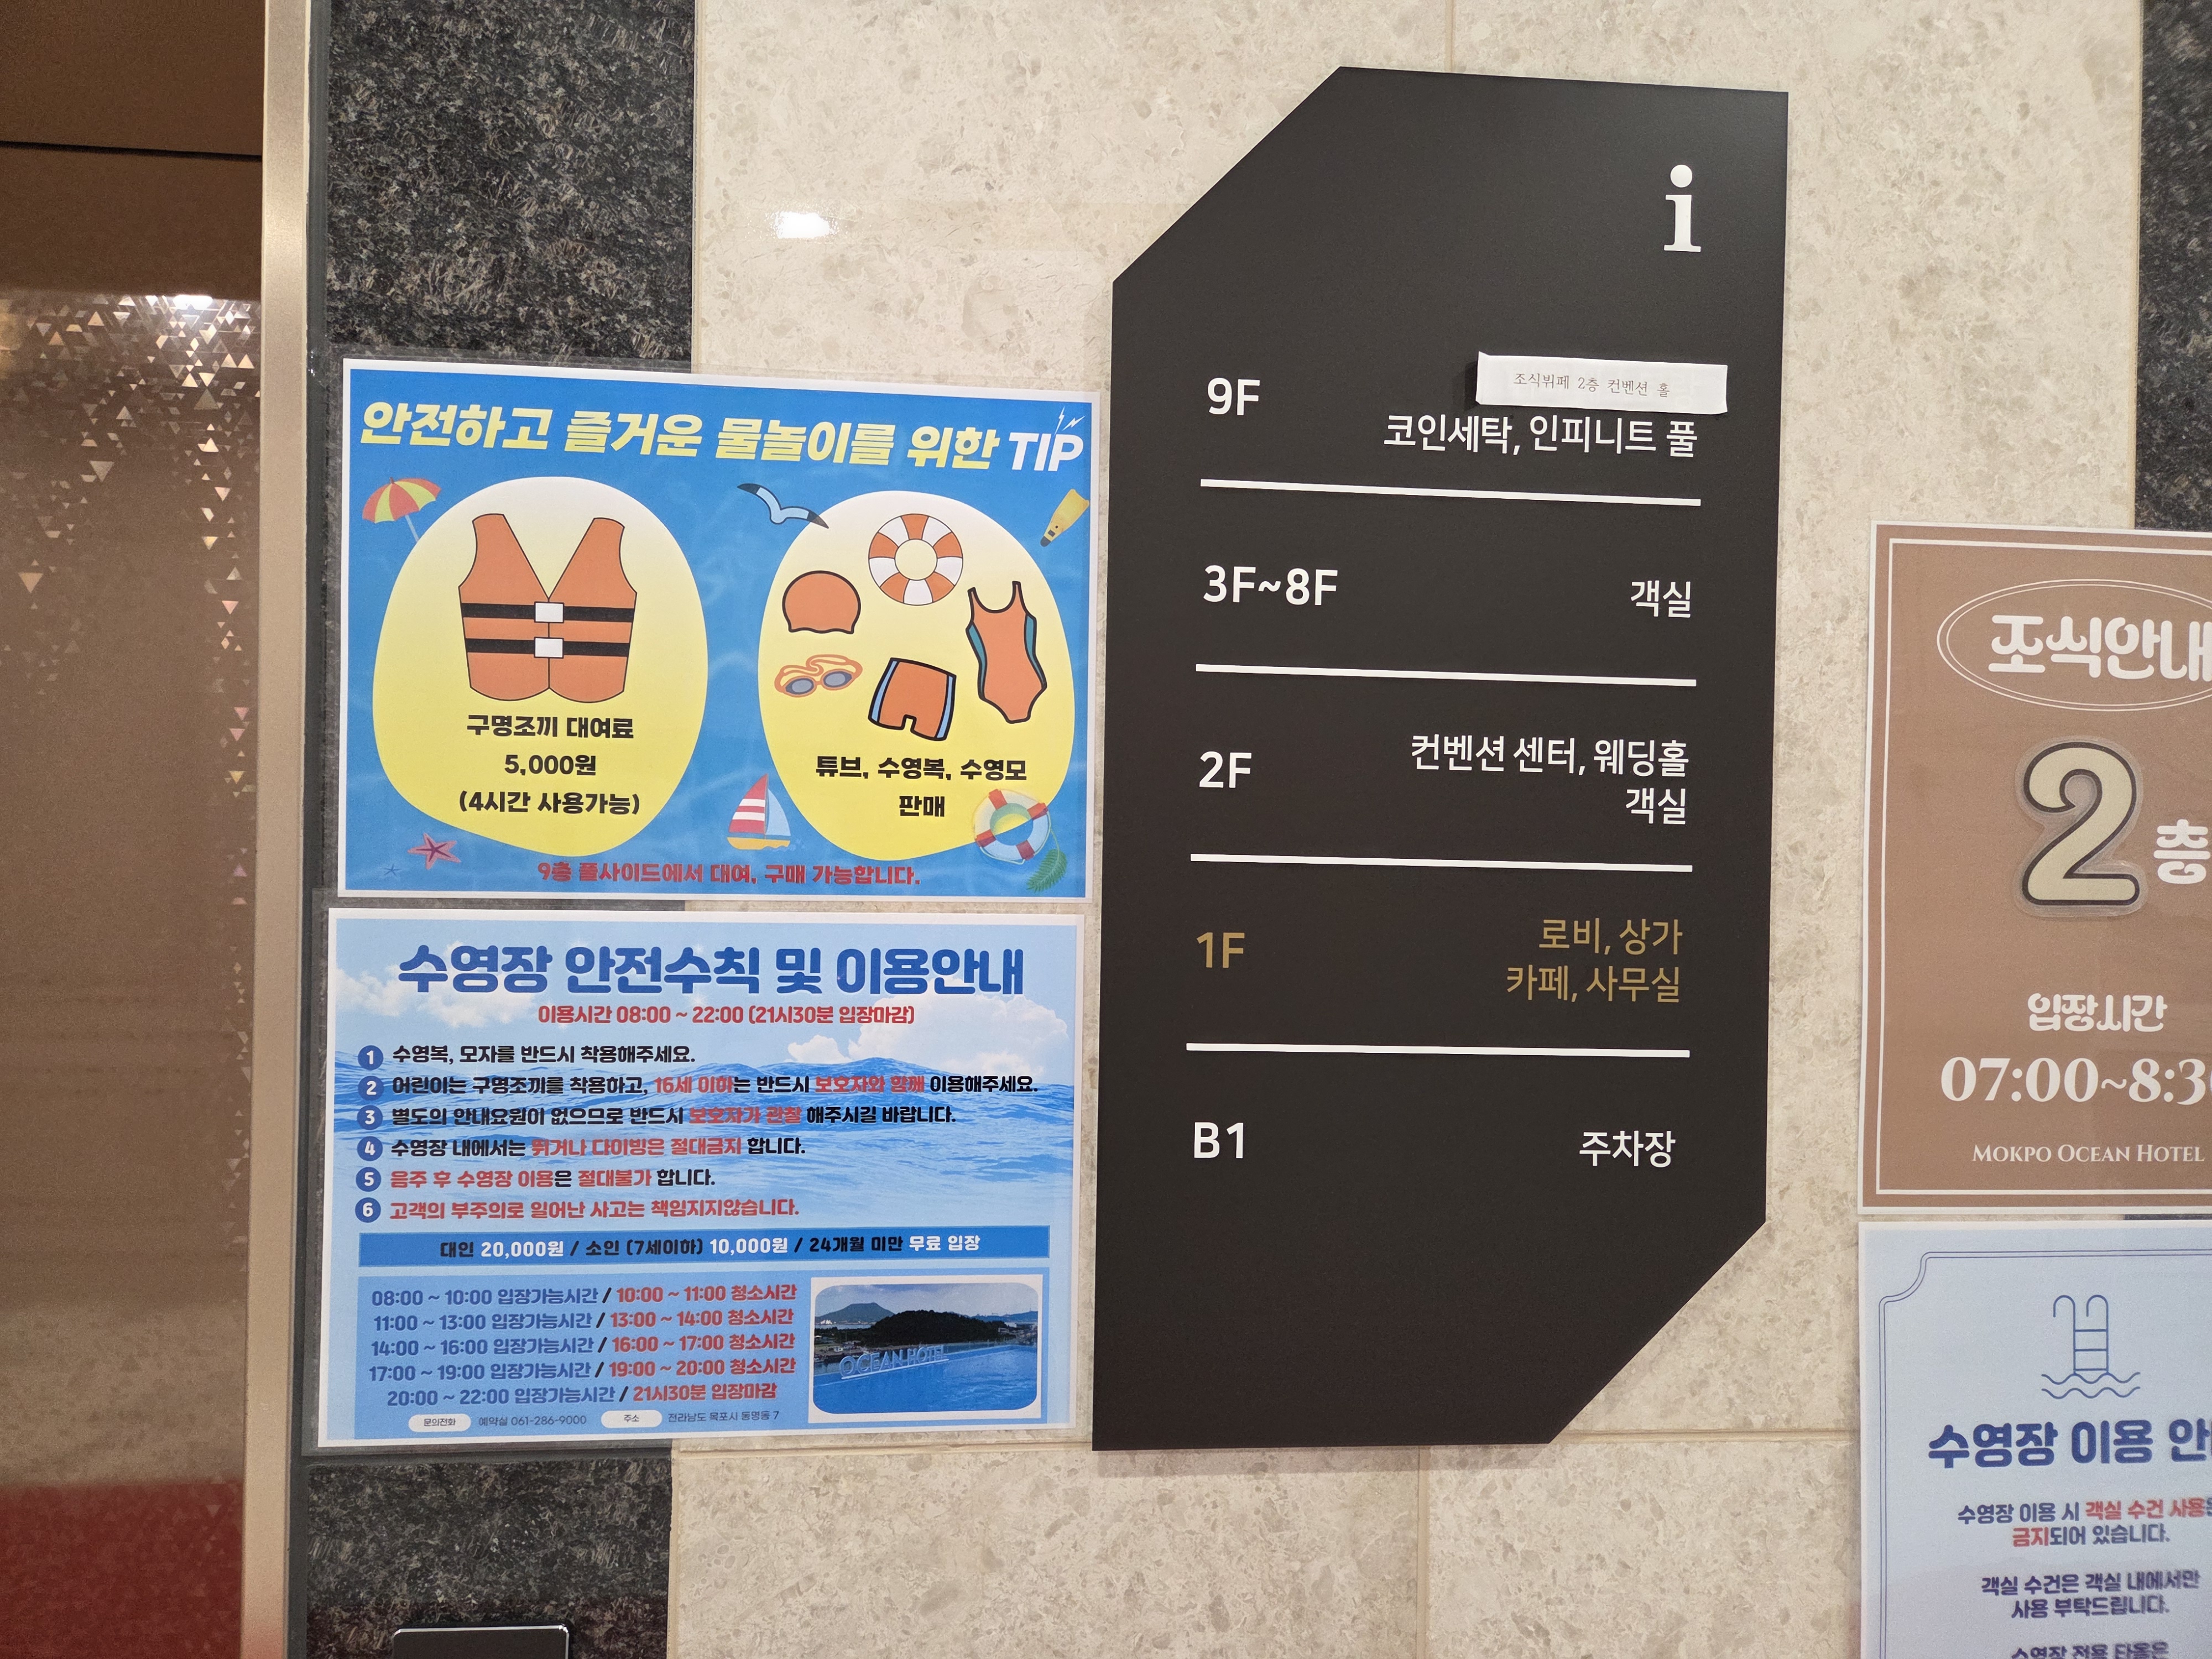 안전하고 즐거운 물놀이를 위한 TIP
구명조끼 대여료
5,000원
(4시간 사용가능)
튜브, 수영복, 수영모
판매
9층 풀사이드에서 대여, 구매 가능합니다.
수영장 안전수칙 및 이용안내
이용시간 08:00 ~ 22:00 (21시30분 입장마감)
1 수영복, 모자를 반드시 착용해주세요.
2 어린이는 구명조끼를 착용하고, 16세 이하는 반드시 보호자와 함께 이용해주세요.
3 별도의 안내요원이 없으므로 반드시 보호자가 관찰 해주시길 바랍니다.
4 수영장 내에서는 뛰거나 다이빙은 절대금지 합니다.
5 음주 후 수영장 이용은 절대불가 합니다.
6 고객의 부주의로 일어난 사고는 책임지지않습니다.
대인 20,000원 / 소인 (7세이하) 10,000원 / 24개월 미만 무료 입장
08:00 ~ 10:00 입장가능시간 / 10:00 ~ 11:00 청소시간
11:00 ~ 13:00 입장가능시간 / 13:00 ~ 14:00 청소시간
14:00 ~ 16:00 입장가능시간 / 16:00 ~ 17:00 청소시간
17:00 ~ 19:00 입장가능시간 / 19:00 ~ 20:00 청소시간
20:00 ~ 22:00 입장가능시간 / 21시30분 입장마감
OCEAN HOTEL
문의전화 예약실 061-286-9000 주소 전라남도 목포시 동명동 7
i
조식뷔페 2층 컨벤션 홀
9F 코인세탁, 인피니트 풀
3F~8F 객실
2F 컨벤션 센터, 웨딩홀
객실
1F 로비, 상가
카페, 사무실
B1 주차장
조식안내
2층
입장시간
07:00~8:3
MOKPO OCEAN HOTEL
수영장 이용 안
수영장 이용 시 객실 수건 사용은
금지되어 있습니다.
객실 수건은 객실 내에서만
사용 부탁드립니다.
수영장 전용 타올은